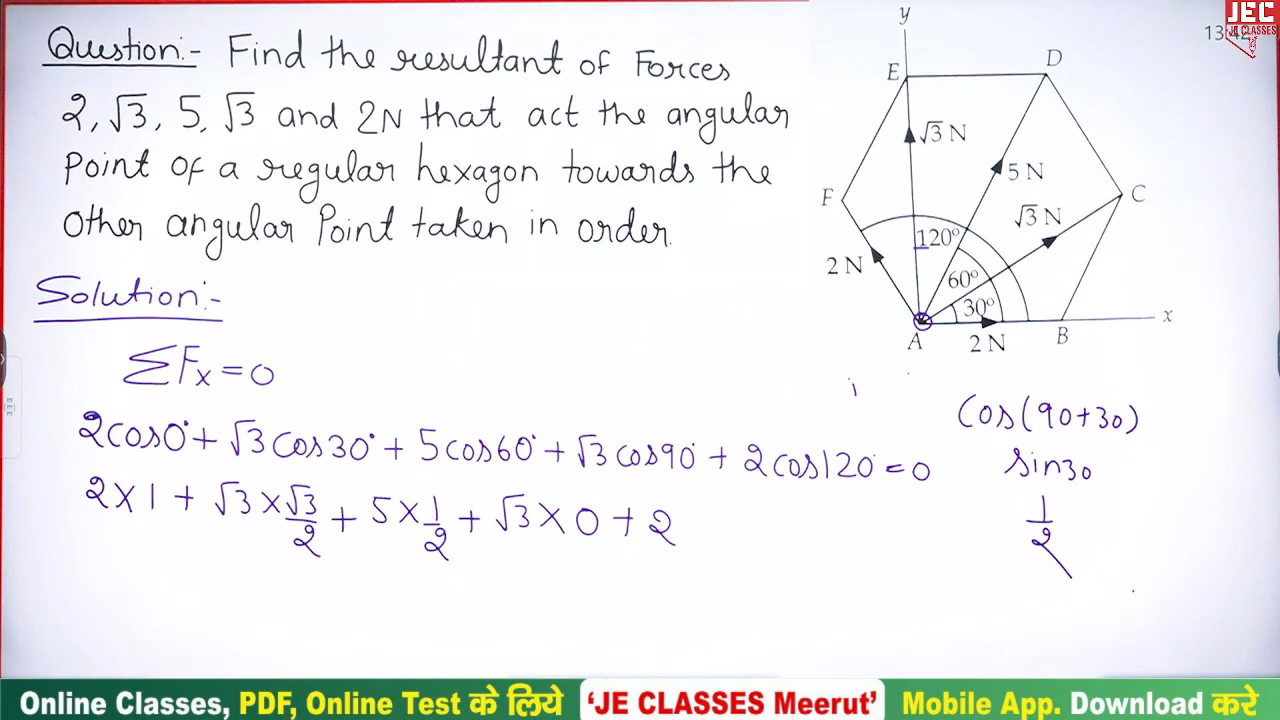 Question:- Find the resultant of Forces
2, √3, 5, √3 and 2N that act the angular
Point of a regular hexagon towards the
Other angular Point taken in order.
Solution:-
ΣFx = 0
2cos0° + √3 cos30° + 5cos60° + √3 cos90° + 2cos120° = 0
2×1 + √3 × √3/2 + 5 × 1/2 + √3 × 0 + 2
y
E
D
√3 N
5 N
F
C
√3 N
120°
2 N
60°
30°
x
A
2 N
B
Cos(90+30)
sin30
1/2
JEC
JE CLASSES
Online Classes, PDF, Online Test के लिये 'JE CLASSES Meerut' Mobile App. Download करे